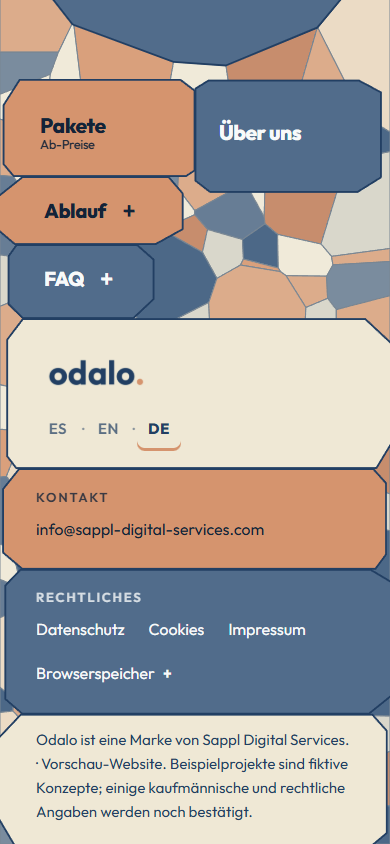 Pakete
Ab-Preise
Über uns
Ablauf +
FAQ +
odalo.
ES · EN · DE
KONTAKT
info@sappl-digital-services.com
RECHTLICHES
Datenschutz Cookies Impressum
Browserspeicher +
Odalo ist eine Marke von Sappl Digital Services.
· Vorschau-Website. Beispielprojekte sind fiktive
Konzepte; einige kaufmännische und rechtliche
Angaben werden noch bestätigt.